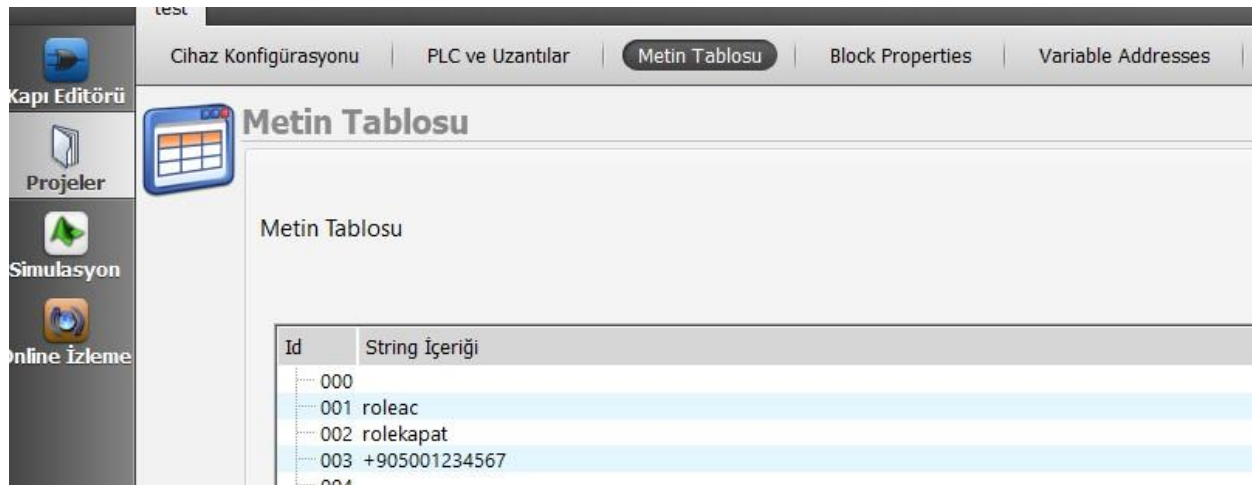 test
Cihaz Konfigürasyonu PLC ve Uzantılar Metin Tablosu Block Properties Variable Addresses
Kapı Editörü
Projeler
Simulasyon
Online İzleme
Metin Tablosu
Metin Tablosu
Id String İçeriği
000
001 roleac
002 rolekapat
003 +905001234567
004